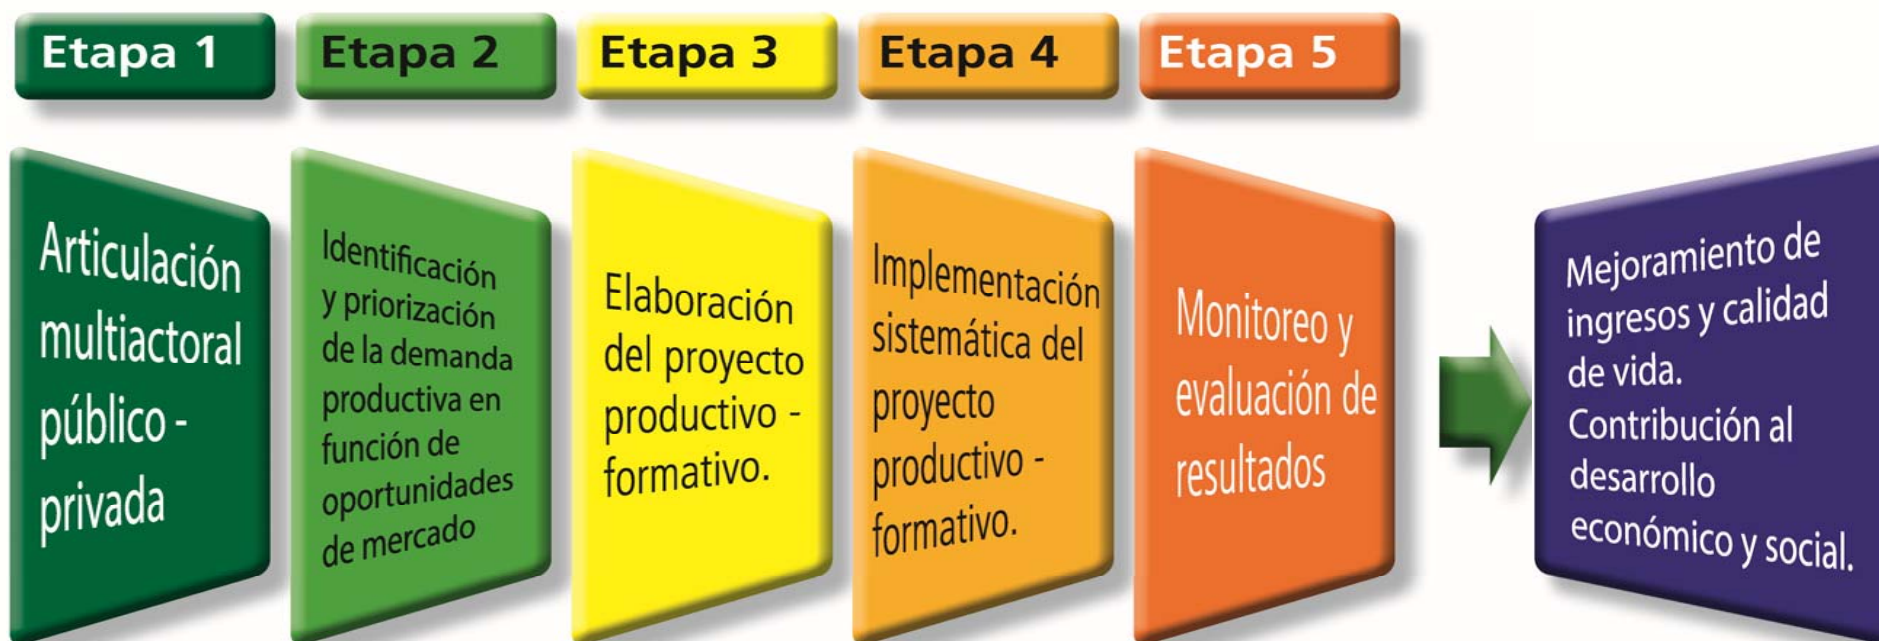 Etapa 1
Etapa 2
Etapa 3
Etapa 4
Etapa 5
Articulación
multiactoral
público -
privada
Identificación
y priorización
de la demanda
productiva en
función de
oportunidades
de mercado
Elaboración
del proyecto
productivo -
formativo.
Implementación
sistemática del
proyecto
productivo -
formativo.
Monitoreo y
evaluación de
resultados
Mejoramiento de
ingresos y calidad
de vida.
Contribución al
desarrollo
económico y social.